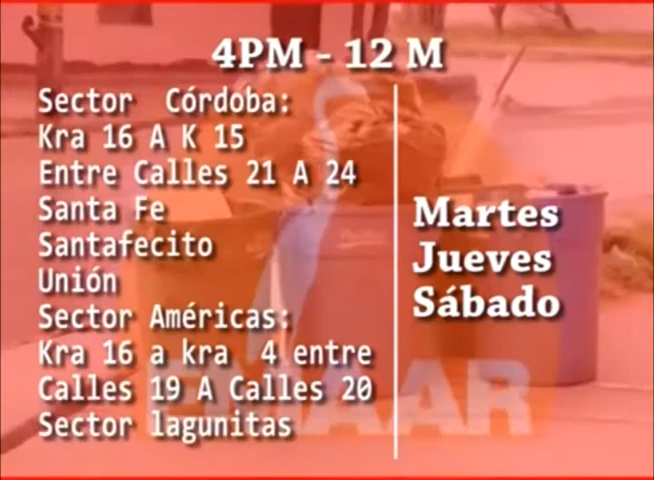 4PM - 12 M
Sector Córdoba:
Kra 16 A K 15
Entre Calles 21 A 24
Santa Fe
Santafecito
Unión
Sector Américas:
Kra 16 a kra 4 entre
Calles 19 A Calles 20
Sector lagunitas
Martes
Jueves
Sábado